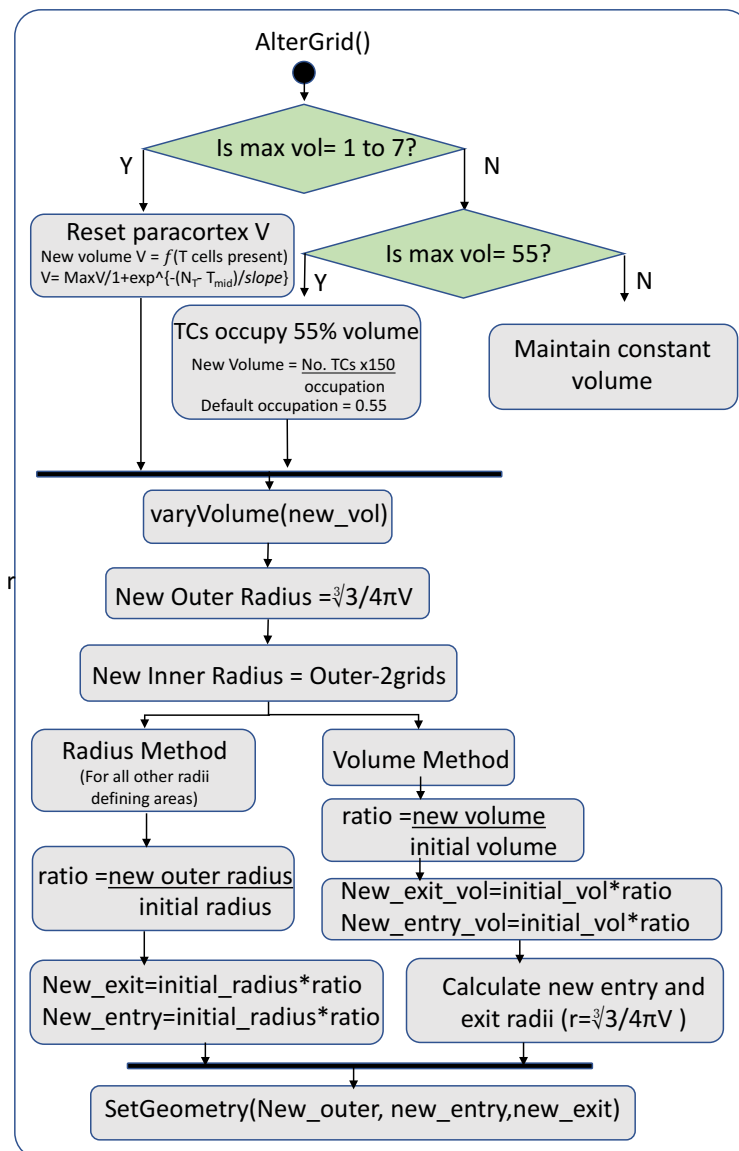 AlterGrid()
Is max vol= 1 to 7?
Y
N
Reset paracortex V
New volume V = ƒ(T cells present)
V= MaxV/1+exp^{-(N_T- T_mid)/slope}
Is max vol= 55?
Y
N
TCs occupy 55% volume
New Volume = No. TCs x150
occupation
Default occupation = 0.55
Maintain constant
volume
varyVolume(new_vol)
r
New Outer Radius =∛3/4πV
New Inner Radius = Outer-2grids
Radius Method
(For all other radii
defining areas)
Volume Method
ratio =new volume
initial volume
ratio =new outer radius
initial radius
New_exit_vol=initial_vol*ratio
New_entry_vol=initial_vol*ratio
New_exit=initial_radius*ratio
New_entry=initial_radius*ratio
Calculate new entry and
exit radii (r=∛3/4πV )
SetGeometry(New_outer, new_entry,new_exit)